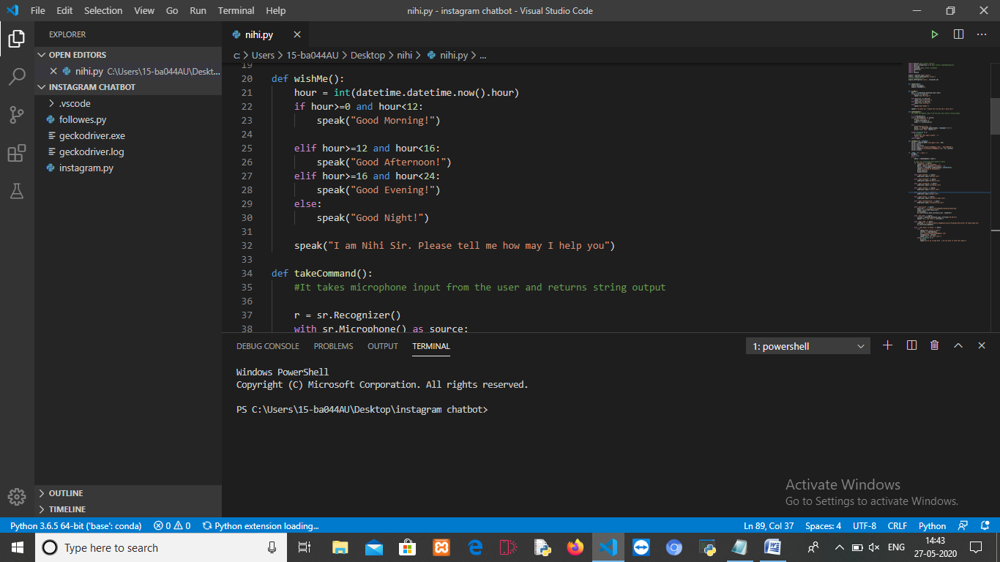 File Edit Selection View Go Run Terminal Help nihi.py - instagram chatbot - Visual Studio Code
EXPLORER
OPEN EDITORS
nihi.py C:\Users\15-ba044AU\Deskt...
INSTAGRAM CHATBOT
.vscode
followes.py
geckodriver.exe
geckodriver.log
instagram.py
OUTLINE
TIMELINE
nihi.py
c: > Users > 15-ba044AU > Desktop > nihi > nihi.py > ...
19
20 def wishMe():
21 hour = int(datetime.datetime.now().hour)
22 if hour>=0 and hour<12:
23 speak("Good Morning!")
24
25 elif hour>=12 and hour<16:
26 speak("Good Afternoon!")
27 elif hour>=16 and hour<24:
28 speak("Good Evening!")
29 else:
30 speak("Good Night!")
31
32 speak("I am Nihi Sir. Please tell me how may I help you")
33
34 def takeCommand():
35 #It takes microphone input from the user and returns string output
36
37 r = sr.Recognizer()
38 with sr.Microphone() as source:
DEBUG CONSOLE PROBLEMS OUTPUT TERMINAL 1: powershell
Windows PowerShell
Copyright (C) Microsoft Corporation. All rights reserved.
PS C:\Users\15-ba044AU\Desktop\instagram chatbot>
Activate Windows
Go to Settings to activate Windows.
Python 3.6.5 64-bit ('base': conda) 0 0 Python extension loading... Ln 89, Col 37 Spaces: 4 UTF-8 CRLF Python
Type here to search ENG 14:43
27-05-2020